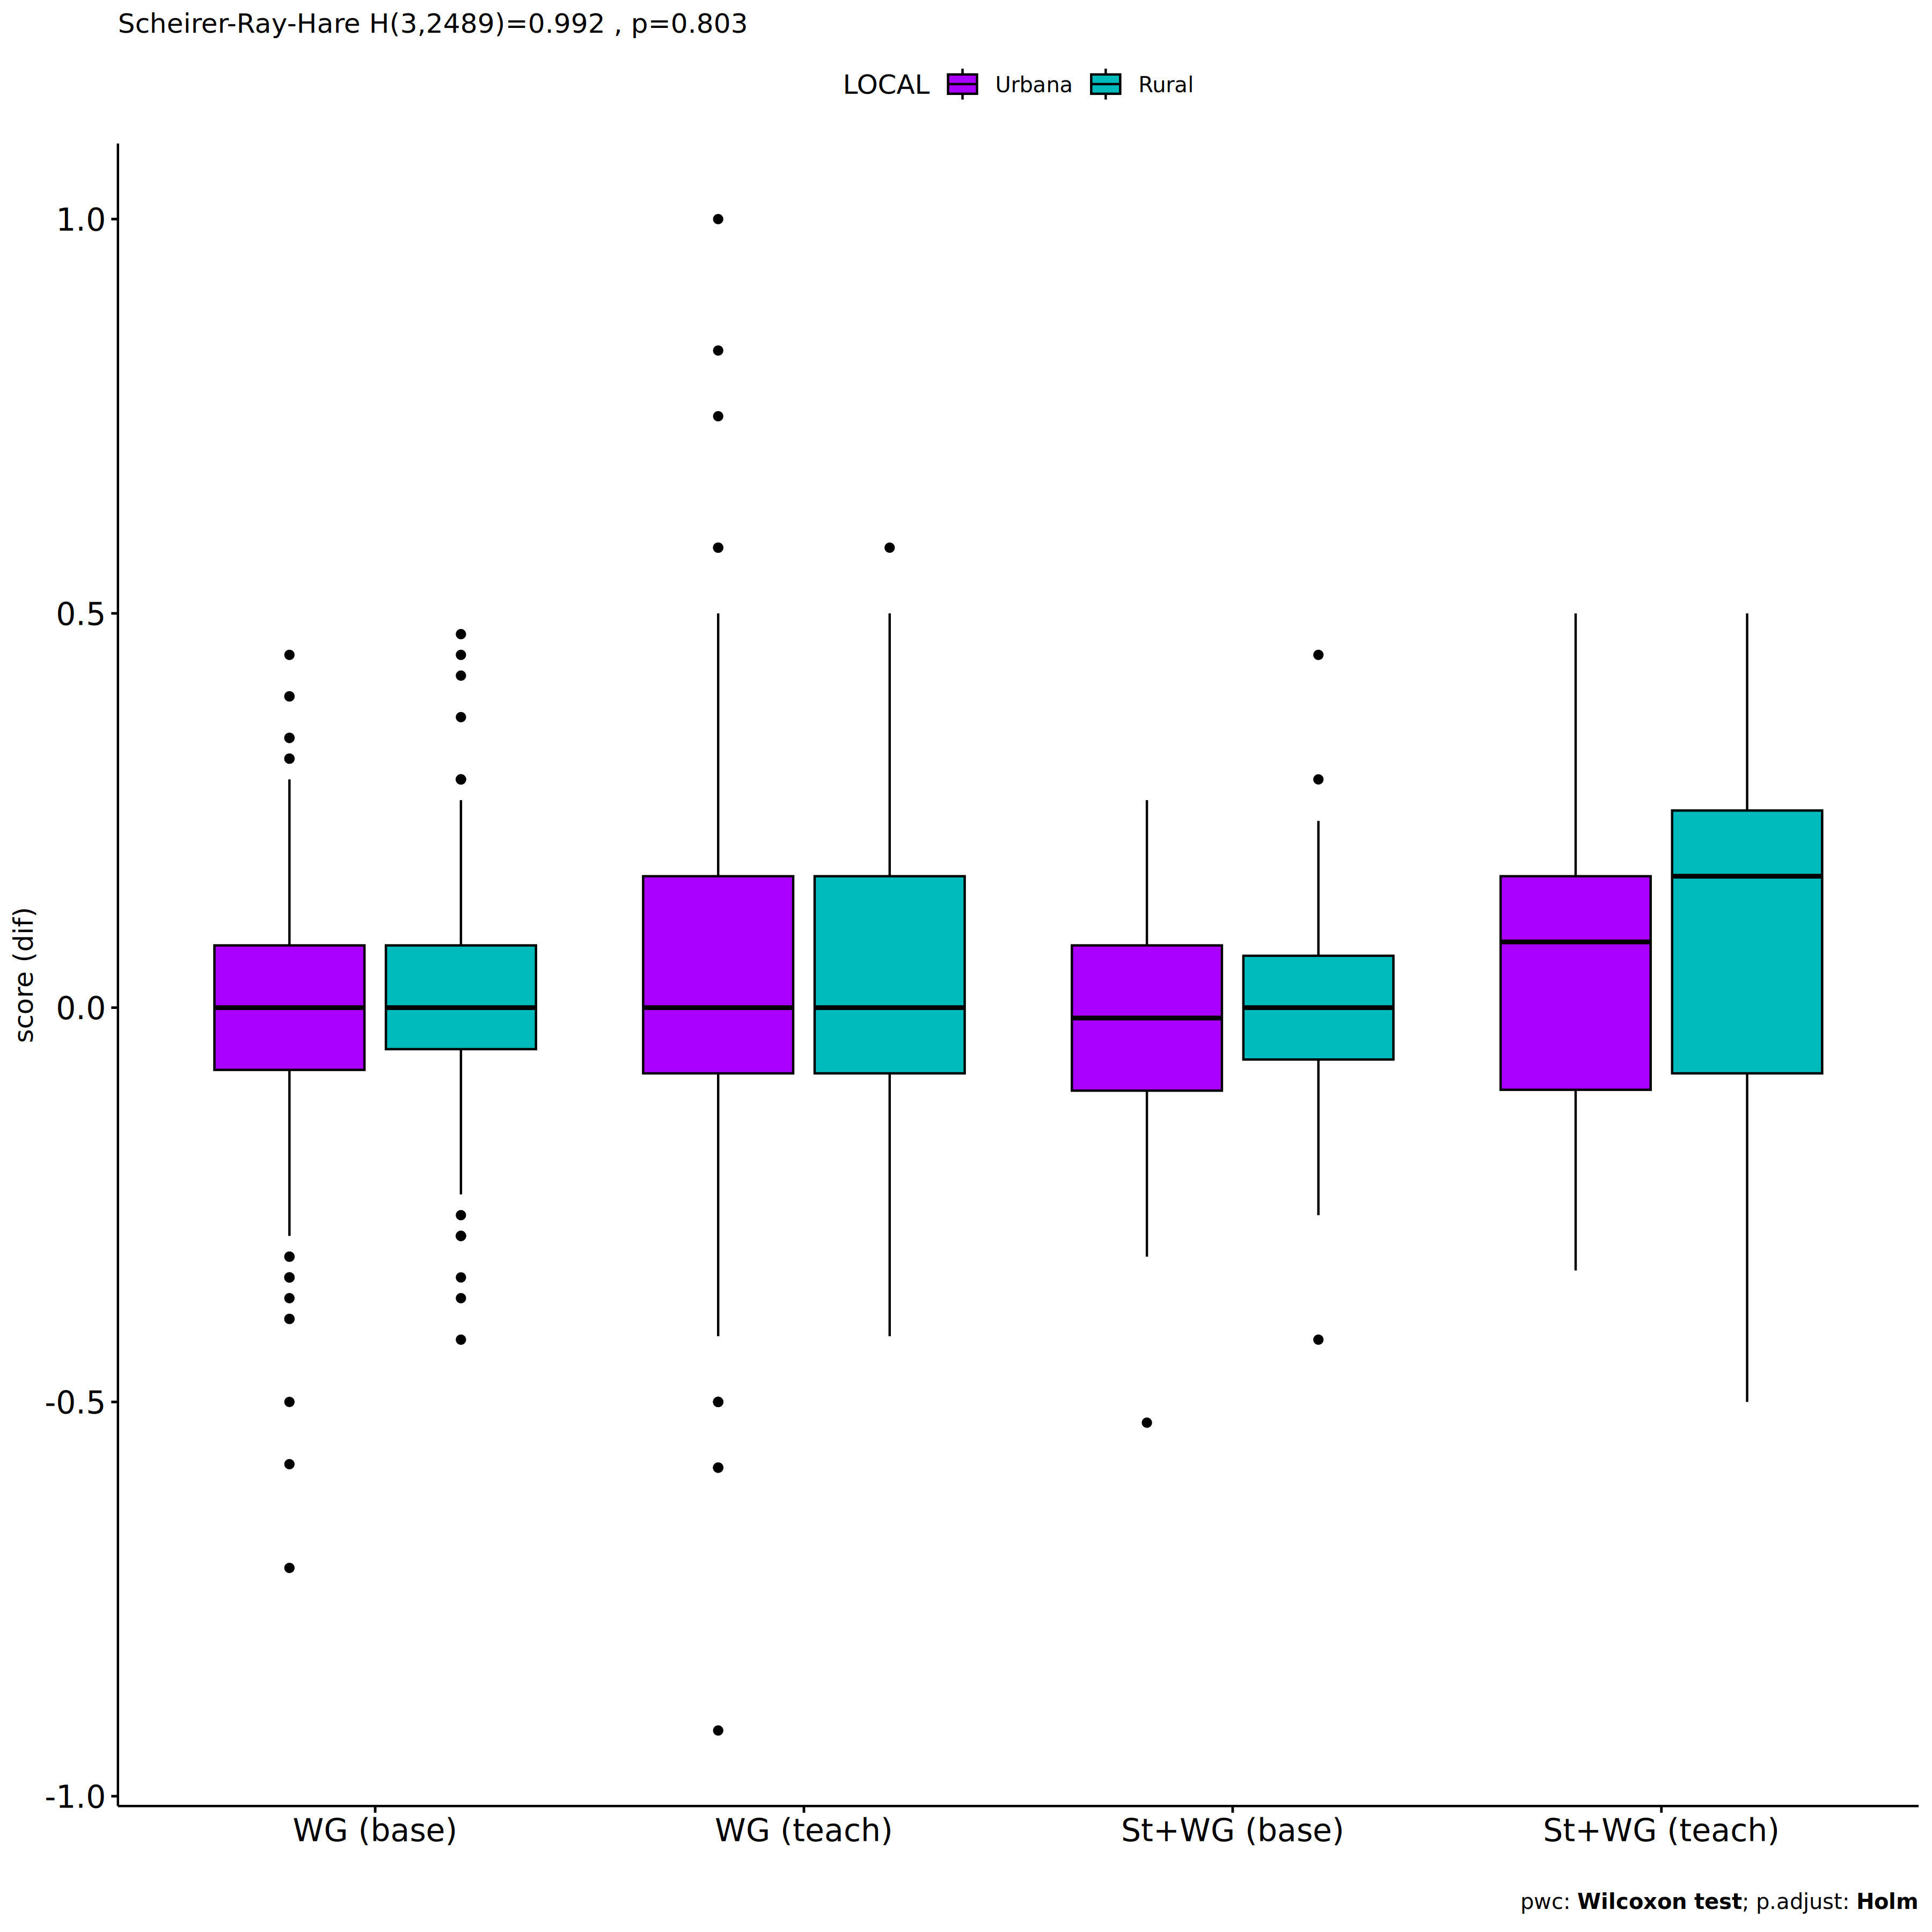 Scheirer-Ray-Hare H(3,2489)=0.992 , p=0.803
LOCAL Urbana Rural
score (dif)
1.0
0.5
0.0
-0.5
-1.0
WG (base) WG (teach) St+WG (base) St+WG (teach)
pwc: Wilcoxon test; p.adjust: Holm